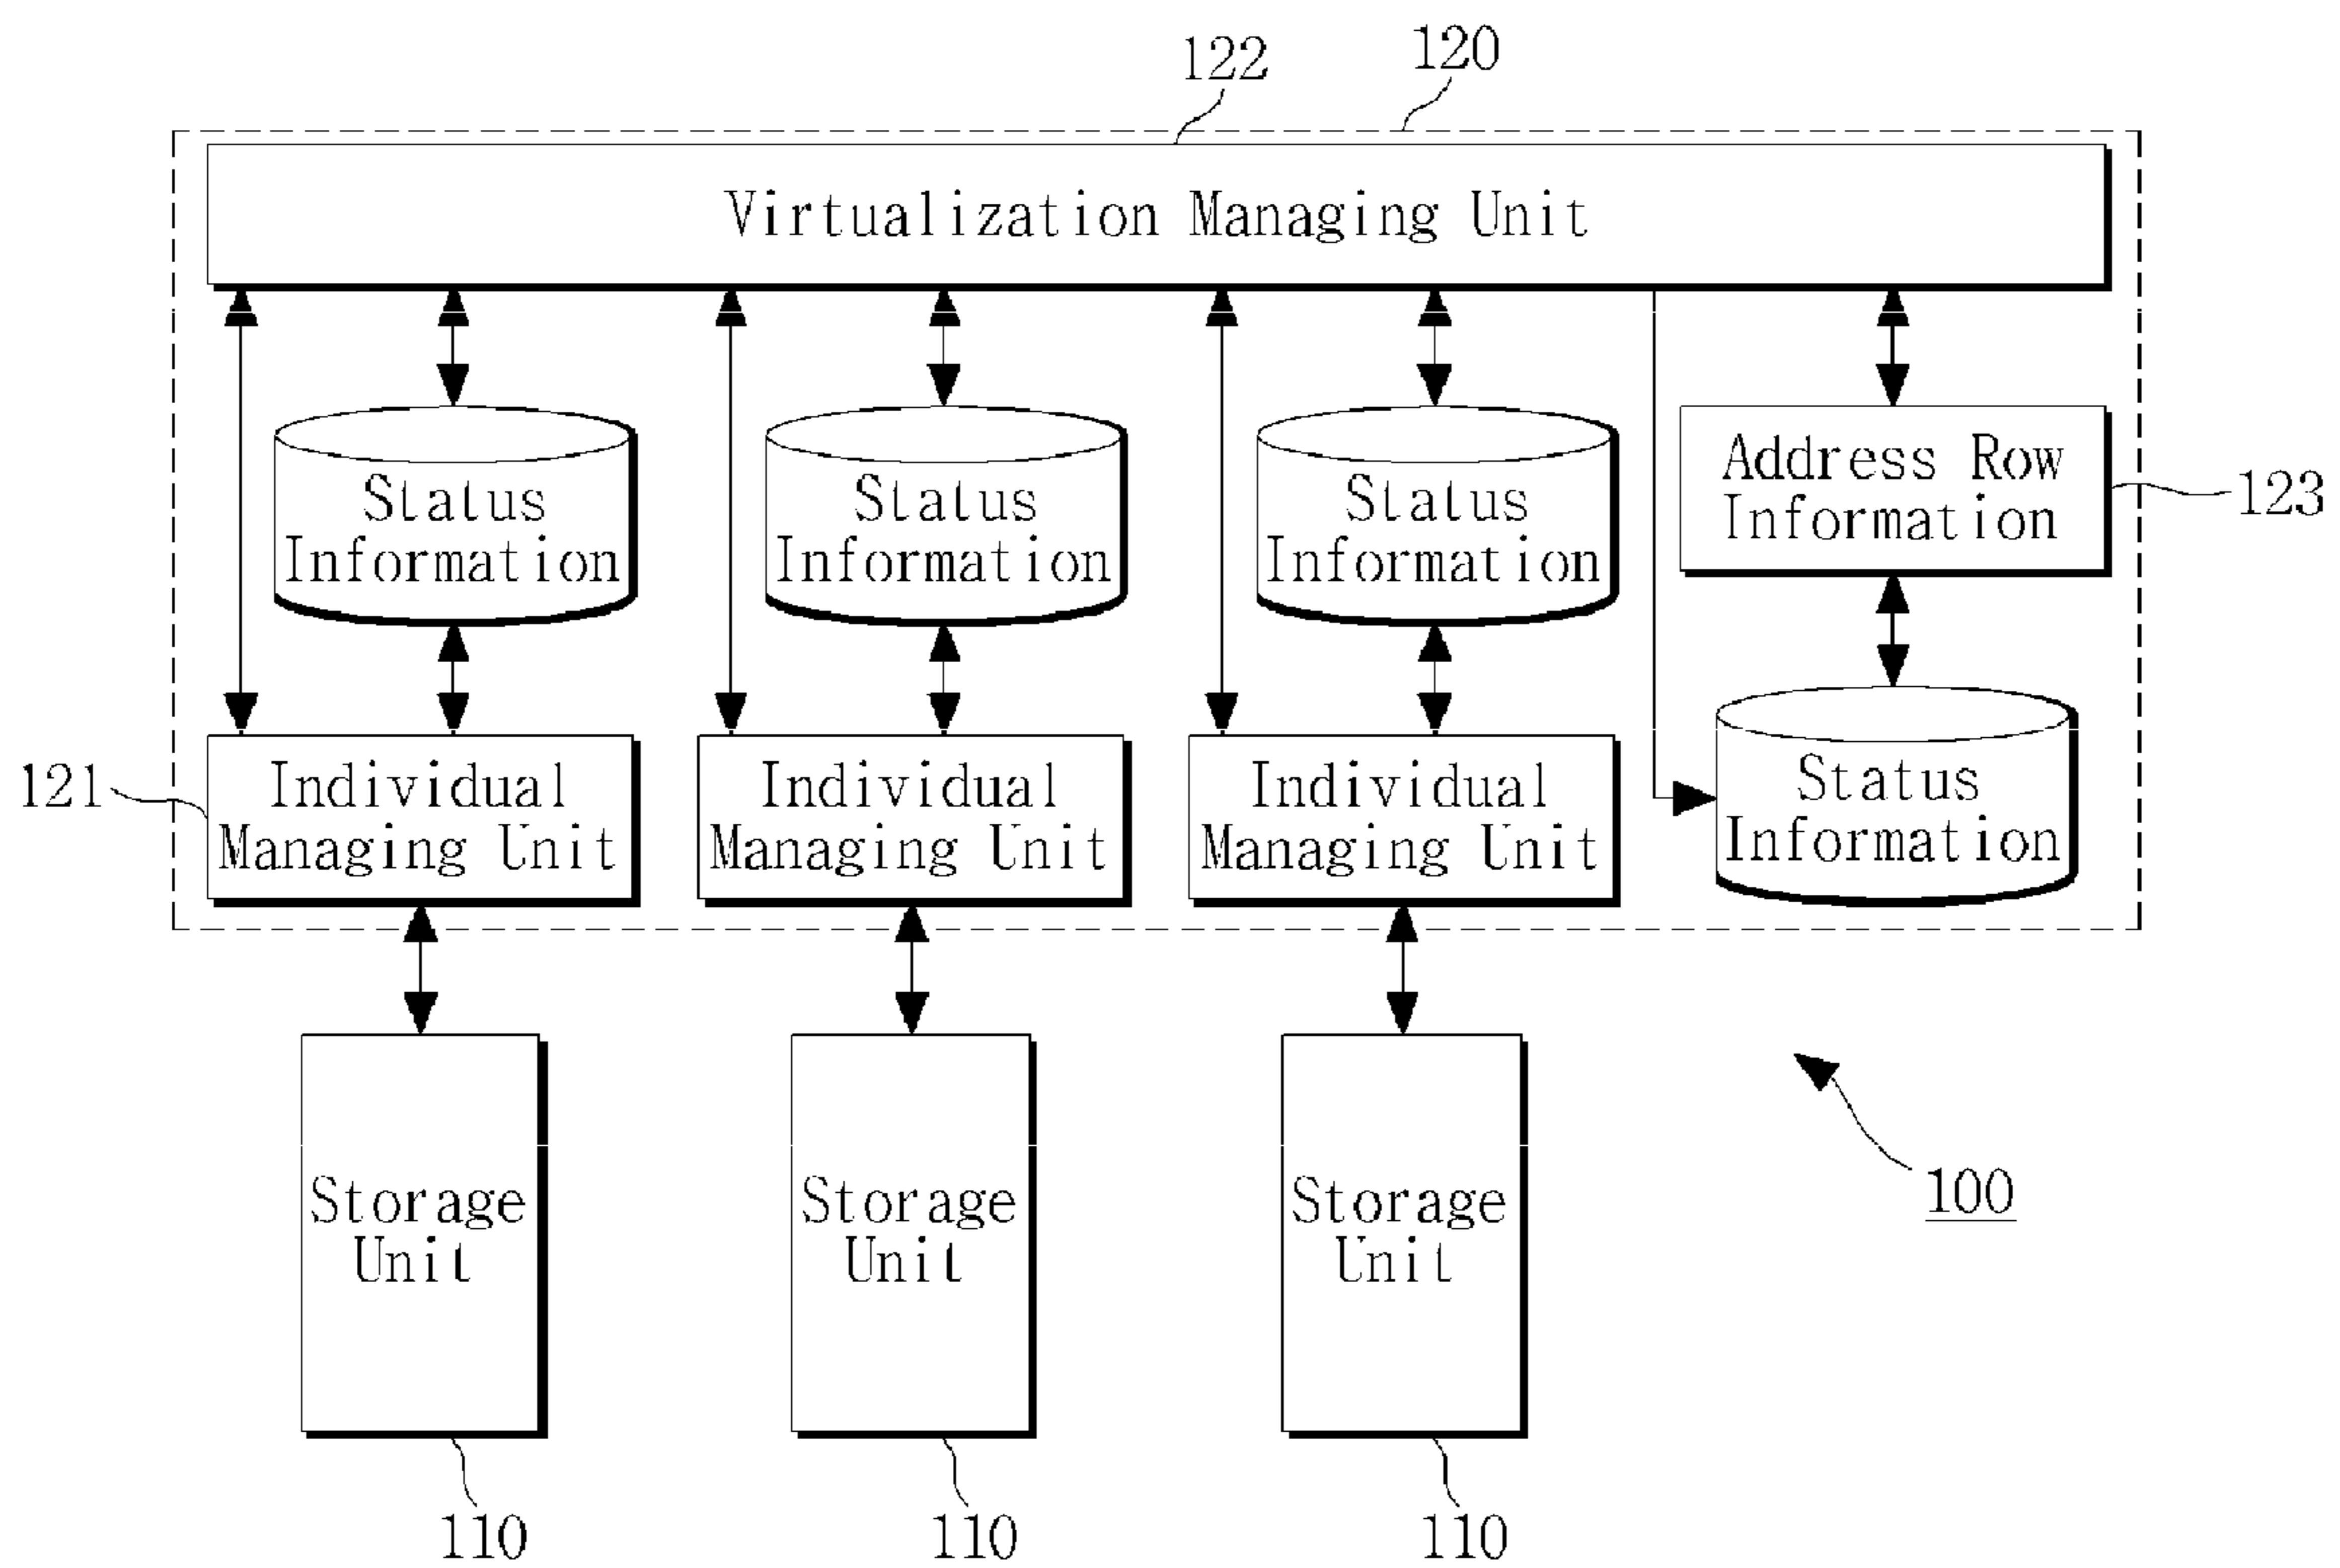 122
120
Virtualization Managing Unit
Status
Information
Status
Information
Status
Information
Address Row
Information
123
121
Individual
Managing Unit
Individual
Managing Unit
Individual
Managing Unit
Status
Information
Storage
Unit
Storage
Unit
Storage
Unit
100
110
110
110